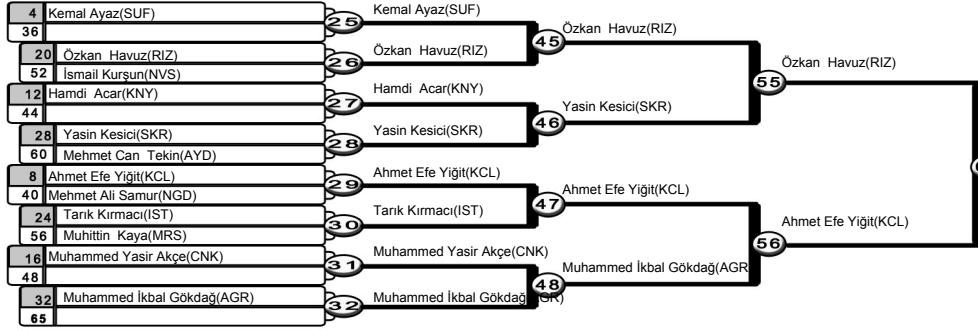 4 Kemal Ayaz(SUF)
36
20 Özkan Havuz(RIZ)
52 İsmail Kurşun(NVS)
12 Hamdi Acar(KNY)
44
28 Yasin Kesici(SKR)
60 Mehmet Can Tekin(AYD)
8 Ahmet Efe Yiğit(KCL)
40 Mehmet Ali Samur(NGD)
24 Tarık Kırmacı(IST)
56 Muhittin Kaya(MRS)
16 Muhammed Yasir Akçe(CNK)
48
32 Muhammed İkbal Gökdağ(AGR)
65
25
26
27
28
29
30
31
32
Kemal Ayaz(SUF)
Özkan Havuz(RIZ)
Hamdi Acar(KNY)
Yasin Kesici(SKR)
Ahmet Efe Yiğit(KCL)
Tarık Kırmacı(IST)
Muhammed Yasir Akçe(CNK)
Muhammed İkbal Gökdağ(AGR)
45
46
47
48
Özkan Havuz(RIZ)
Yasin Kesici(SKR)
Ahmet Efe Yiğit(KCL)
Muhammed İkbal Gökdağ(AGR
55
56
Özkan Havuz(RIZ)
Ahmet Efe Yiğit(KCL)